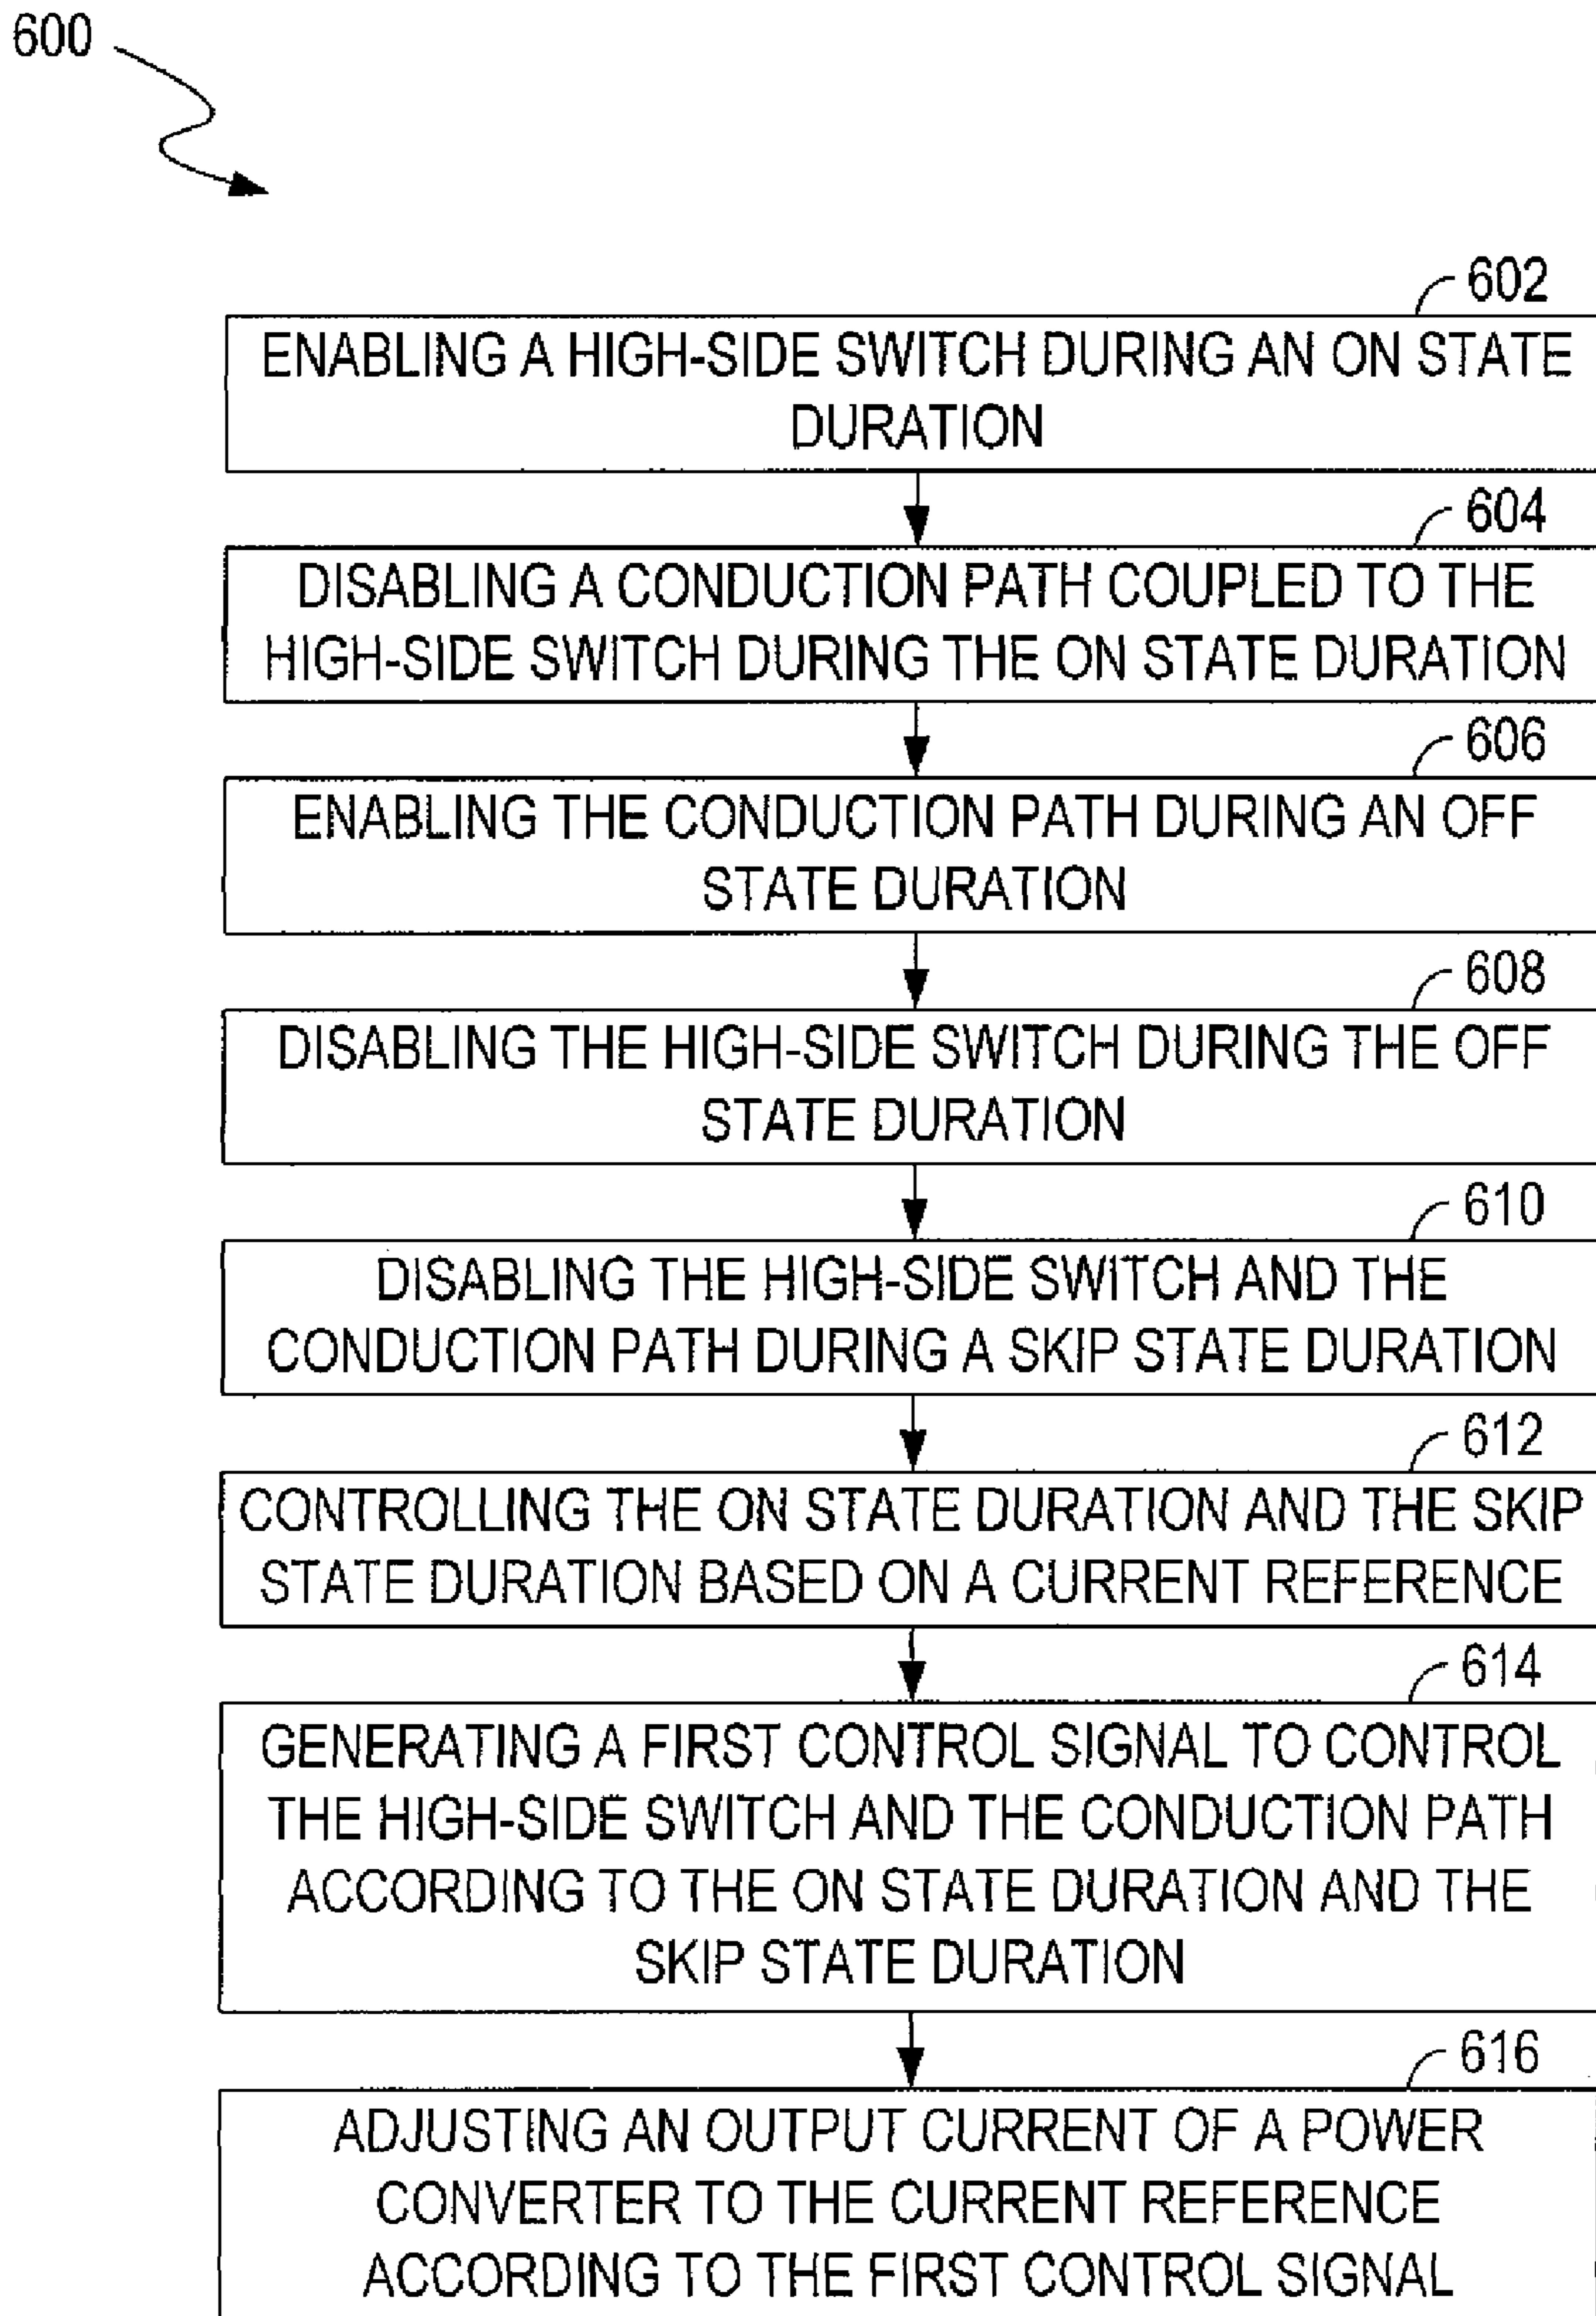 600
602
ENABLING A HIGH-SIDE SWITCH DURING AN ON STATE
DURATION
604
DISABLING A CONDUCTION PATH COUPLED TO THE
HIGH-SIDE SWITCH DURING THE ON STATE DURATION
606
ENABLING THE CONDUCTION PATH DURING AN OFF
STATE DURATION
608
DISABLING THE HIGH-SIDE SWITCH DURING THE OFF
STATE DURATION
610
DISABLING THE HIGH-SIDE SWITCH AND THE
CONDUCTION PATH DURING A SKIP STATE DURATION
612
CONTROLLING THE ON STATE DURATION AND THE SKIP
STATE DURATION BASED ON A CURRENT REFERENCE
614
GENERATING A FIRST CONTROL SIGNAL TO CONTROL
THE HIGH-SIDE SWITCH AND THE CONDUCTION PATH
ACCORDING TO THE ON STATE DURATION AND THE
SKIP STATE DURATION
616
ADJUSTING AN OUTPUT CURRENT OF A POWER
CONVERTER TO THE CURRENT REFERENCE
ACCORDING TO THE FIRST CONTROL SIGNAL